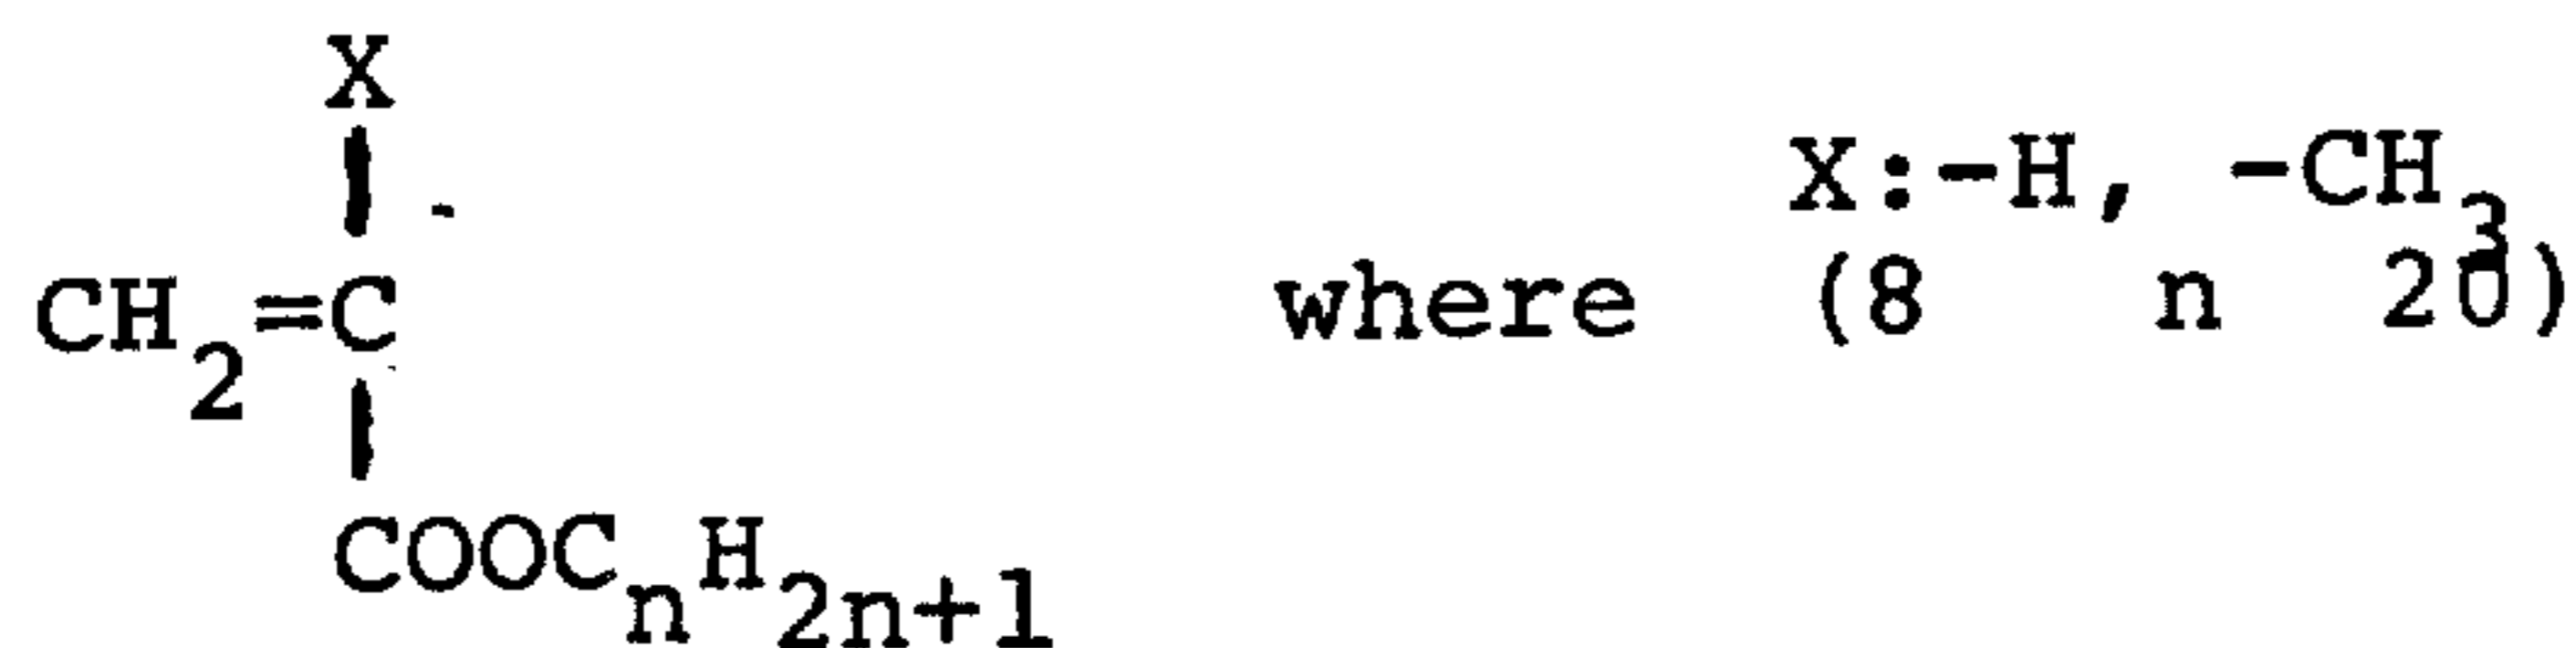 X
X:-H, -CH3
CH2=C where (8 n 20)
COOCnH2n+1